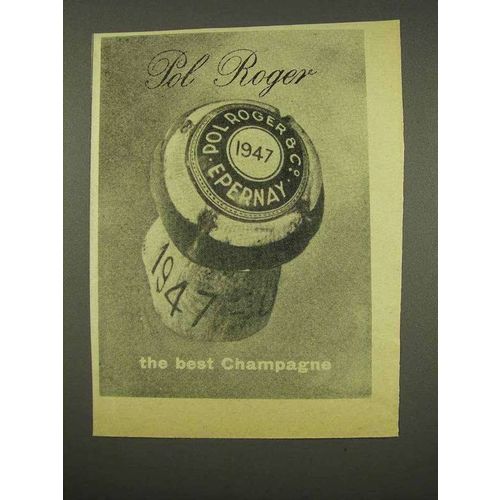 Pol Roger
POL ROGER & Cº
1947
· EPERNAY ·
1947
the best Champagne